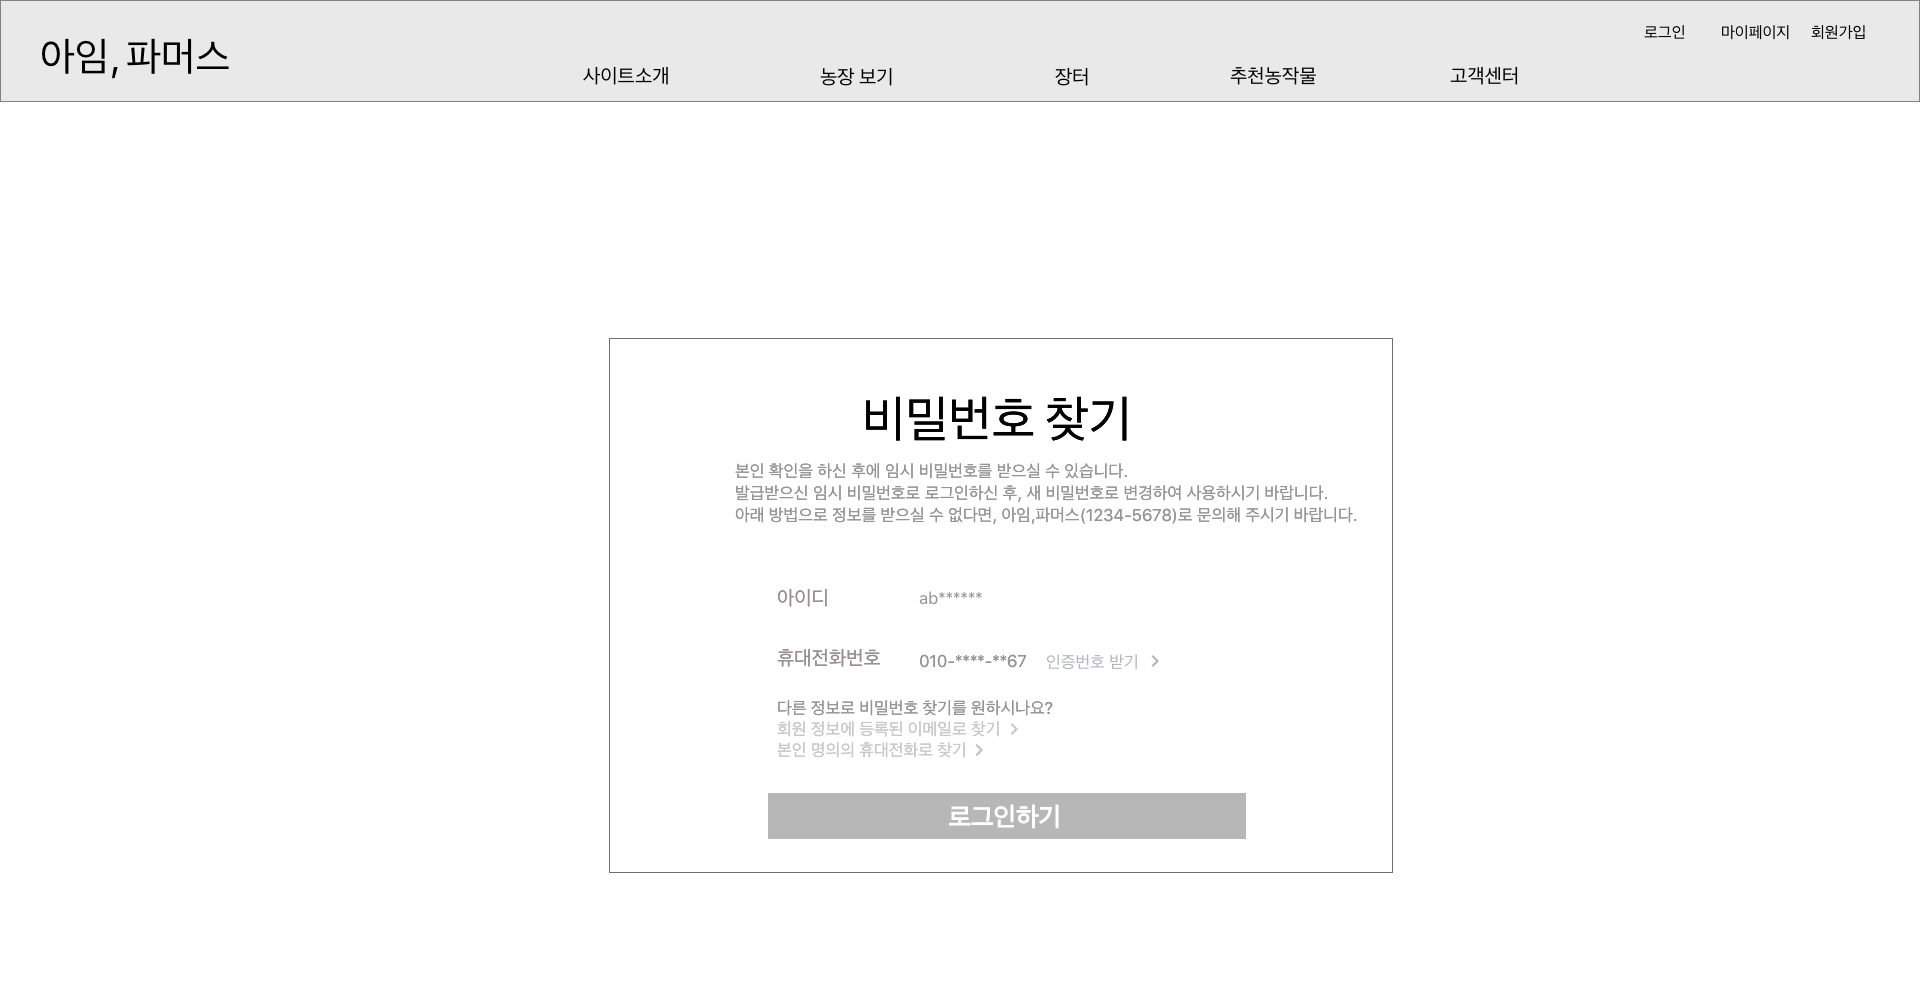 아임, 파머스
로그인 마이페이지 회원가입
사이트소개 농장 보기 장터 추천농작물 고객센터
비밀번호 찾기
본인 확인을 하신 후에 임시 비밀번호를 받으실 수 있습니다.
발급받으신 임시 비밀번호로 로그인하신 후, 새 비밀번호로 변경하여 사용하시기 바랍니다.
아래 방법으로 정보를 받으실 수 없다면, 아임,파머스(1234-5678)로 문의해 주시기 바랍니다.
아이디 ab******
휴대전화번호 010-****-**67 인증번호 받기 >
다른 정보로 비밀번호 찾기를 원하시나요?
회원 정보에 등록된 이메일로 찾기 >
본인 명의의 휴대전화로 찾기 >
로그인하기